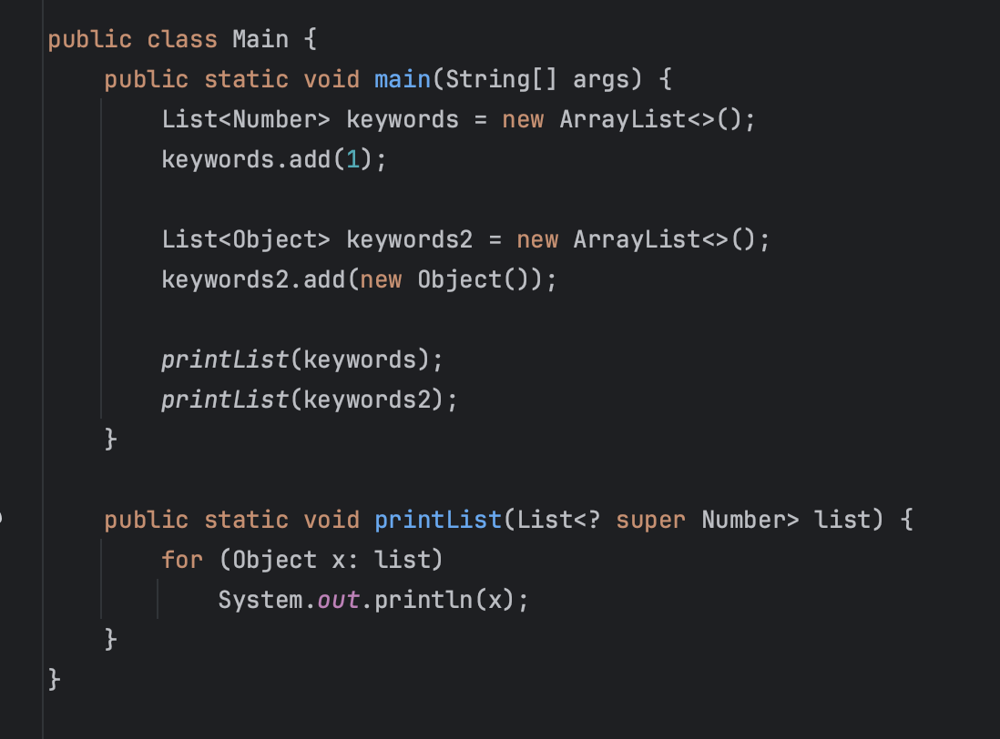 public class Main {
    public static void main(String[] args) {
        List<Number> keywords = new ArrayList<>();
        keywords.add(1);

        List<Object> keywords2 = new ArrayList<>();
        keywords2.add(new Object());

        printList(keywords);
        printList(keywords2);
    }

    public static void printList(List<? super Number> list) {
        for (Object x: list)
            System.out.println(x);
    }
}